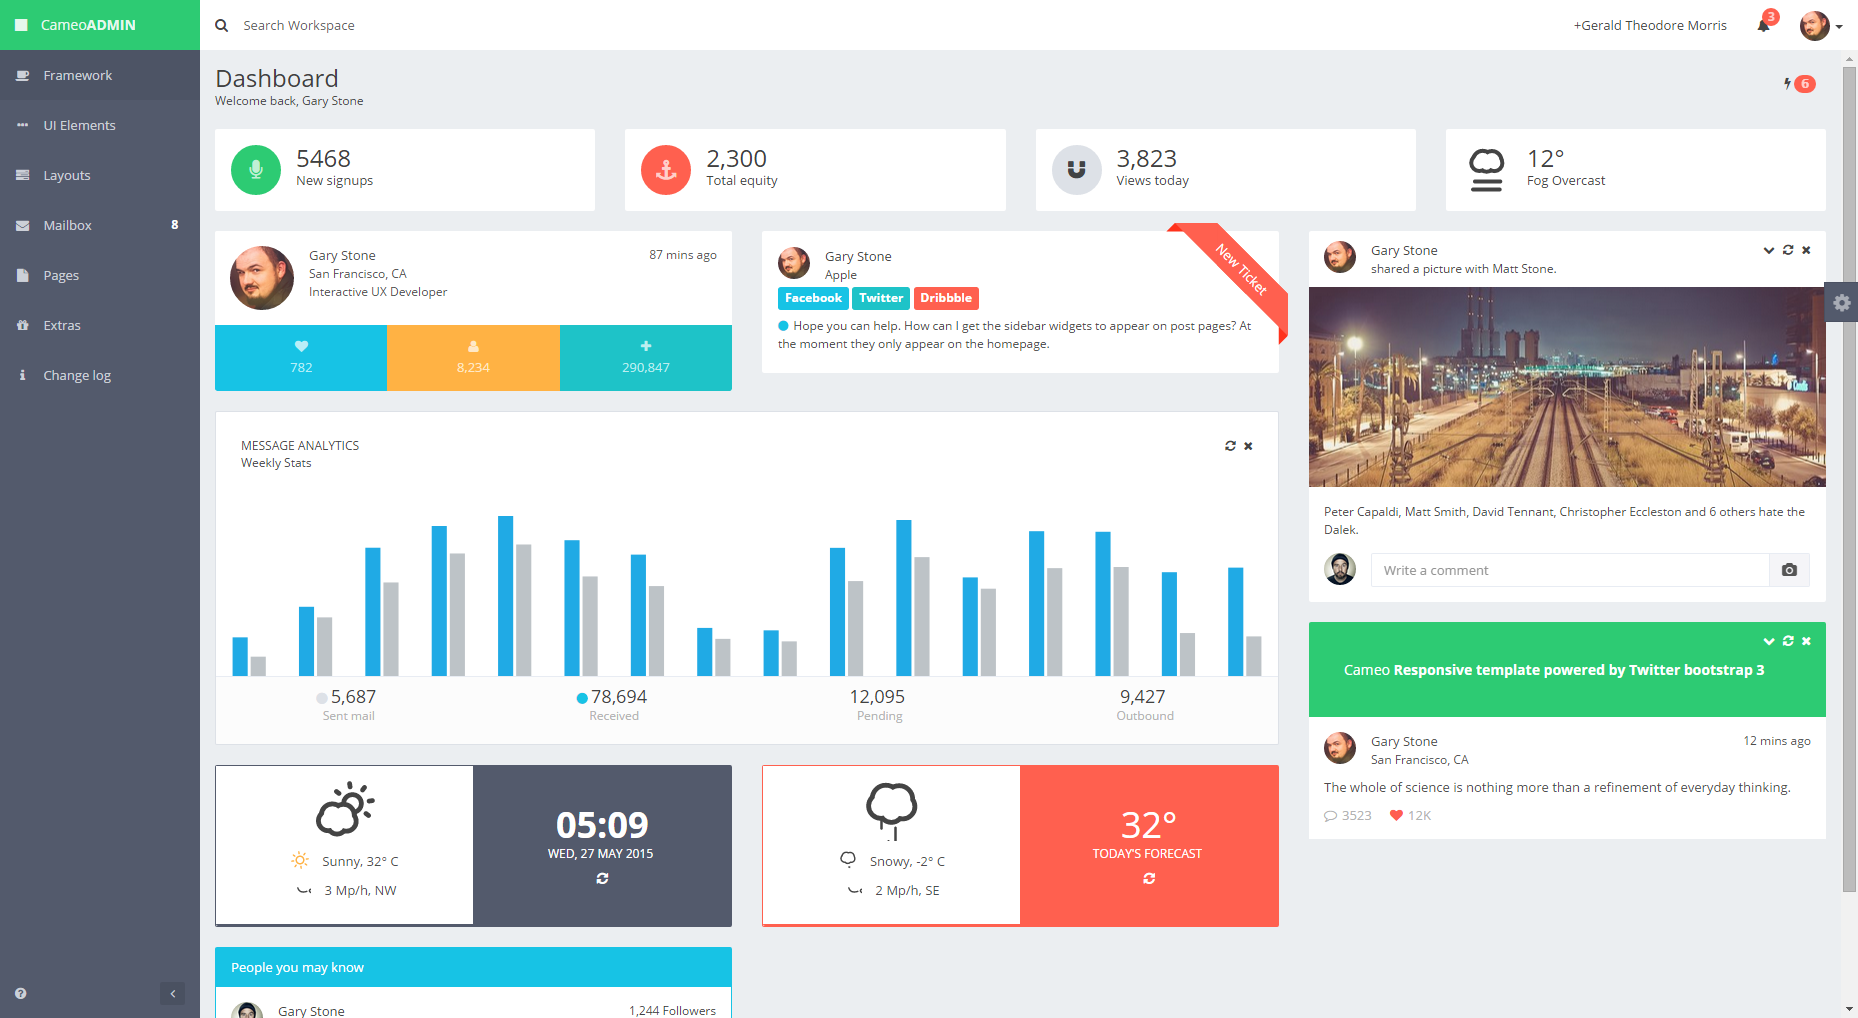 CameoADMIN
Search Workspace
+Gerald Theodore Morris
3
Framework
UI Elements
Layouts
Mailbox 8
Pages
Extras
Change log
Dashboard
Welcome back, Gary Stone
6
5468
New signups
2,300
Total equity
3,823
Views today
12°
Fog Overcast
Gary Stone
87 mins ago
San Francisco, CA
Interactive UX Developer
782
8,234
290,847
Gary Stone
Apple
Facebook Twitter Dribbble
New Ticket
Hope you can help. How can I get the sidebar widgets to appear on post pages? At
the moment they only appear on the homepage.
Gary Stone
shared a picture with Matt Stone.
Peter Capaldi, Matt Smith, David Tennant, Christopher Eccleston and 6 others hate the
Dalek.
Write a comment
MESSAGE ANALYTICS
Weekly Stats
5,687
Sent mail
78,694
Received
12,095
Pending
9,427
Outbound
Cameo Responsive template powered by Twitter bootstrap 3
Gary Stone
12 mins ago
San Francisco, CA
The whole of science is nothing more than a refinement of everyday thinking.
3523 12K
Sunny, 32° C
3 Mp/h, NW
05:09
WED, 27 MAY 2015
Snowy, -2° C
2 Mp/h, SE
32°
TODAY'S FORECAST
People you may know
Gary Stone
1,244 Followers